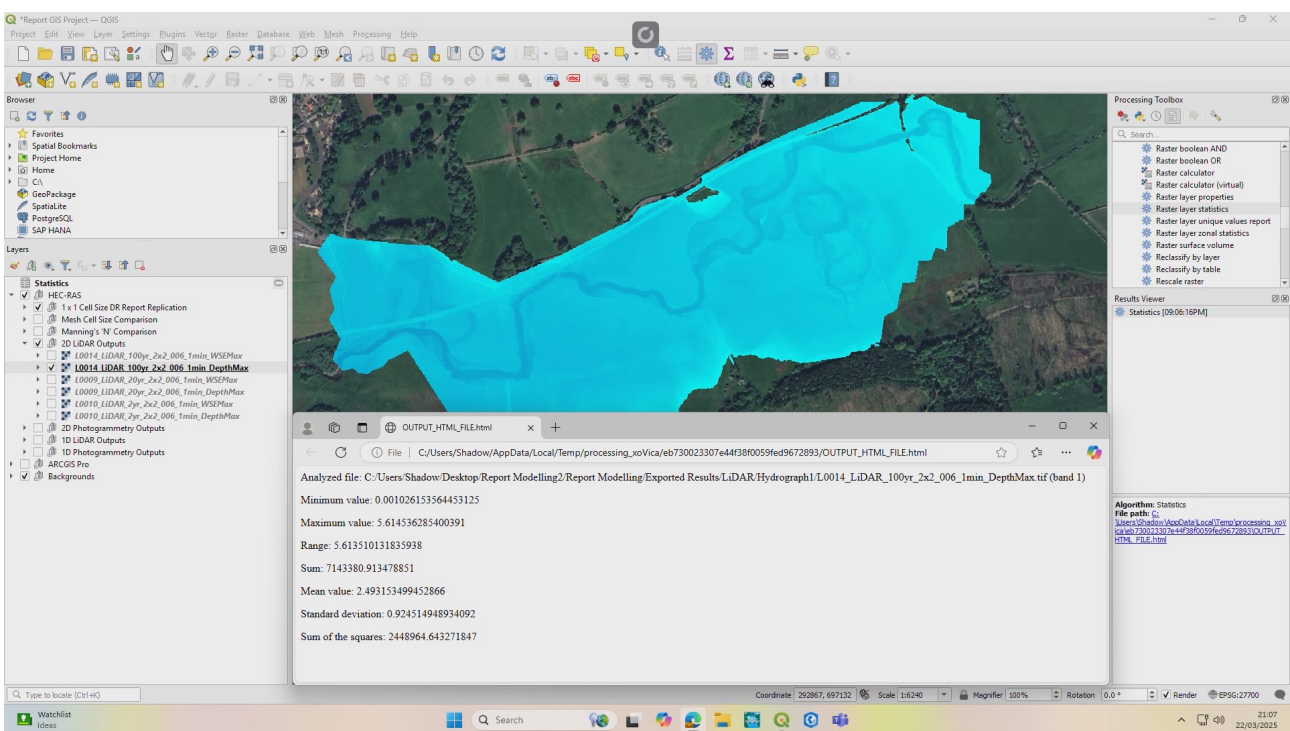 *Report GIS Project — QGIS
Project Edit View Layer Settings Plugins Vector Raster Database Web Mesh Processing Help
Browser
Favorites
Spatial Bookmarks
Project Home
Home
C:\
GeoPackage
SpatiaLite
PostgreSQL
SAP HANA
Layers
Statistics
HEC-RAS
1 x 1 Cell Size DR Report Replication
Mesh Cell Size Comparison
Manning's 'N' Comparison
2D LiDAR Outputs
L0014_LiDAR_100yr_2x2_006_1min_WSEMax
L0014_LiDAR_100yr_2x2_006_1min_DepthMax
L0009_LiDAR_20yr_2x2_006_1min_WSEMax
L0009_LiDAR_20yr_2x2_006_1min_DepthMax
L0010_LiDAR_2yr_2x2_006_1min_WSEMax
L0010_LiDAR_2yr_2x2_006_1min_DepthMax
2D Photogrammetry Outputs
1D LiDAR Outputs
1D Photogrammetry Outputs
ARCGIS Pro
Backgrounds
OUTPUT_HTML_FILE.html
File C:/Users/Shadow/AppData/Local/Temp/processing_xoVica/eb730023307e44f38f0059fed9672893/OUTPUT_HTML_FILE.html
Analyzed file: C:/Users/Shadow/Desktop/Report Modelling2/Report Modelling/Exported Results/LiDAR/Hydrograph1/L0014_LiDAR_100yr_2x2_006_1min_DepthMax.tif (band 1)
Minimum value: 0.001026153564453125
Maximum value: 5.614536285400391
Range: 5.613510131835938
Sum: 7143380.913478851
Mean value: 2.493153499452866
Standard deviation: 0.924514948934092
Sum of the squares: 2448964.643271847
Processing Toolbox
Search...
Raster boolean AND
Raster boolean OR
Raster calculator
Raster calculator (virtual)
Raster layer properties
Raster layer statistics
Raster layer unique values report
Raster layer zonal statistics
Raster surface volume
Reclassify by layer
Reclassify by table
Rescale raster
Results Viewer
Statistics [09:06:16PM]
Algorithm: Statistics
File path: C:
\Users\Shadow\AppData\Local\Temp\processing_xoV
ica\eb730023307e44f38f0059fed9672893\OUTPUT_
HTML_FILE.html
Type to locate (Ctrl+K)
Coordinate 292867, 697132 Scale 1:6240 Magnifier 100% Rotation 0.0 ° Render EPSG:27700
Watchlist
Ideas
Search
21:07
22/03/2025